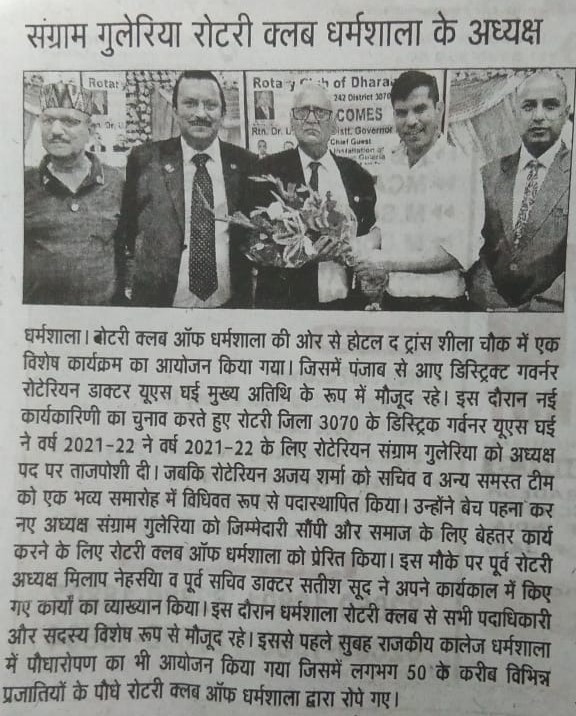 संग्राम गुलेरिया रोटरी क्लब धर्मशाला के अध्यक्ष
Rotar
Rota y of Dhara
242 District 3070
COMES
Rtn. Dr. U. Distt. Governor
Chief Guest
Installation of
Guleria
धर्मशाला। रोटरी क्लब ऑफ धर्मशाला की ओर से होटल द ट्रांस शीला चौक में एक
विशेष कार्यक्रम का आयोजन किया गया। जिसमें पंजाब से आए डिस्ट्रिक्ट गवर्नर
रोटेरियन डाक्टर यूएस घई मुख्य अतिथि के रूप में मौजूद रहे। इस दौरान नई
कार्यकारिणी का चुनाव करते हुए रोटरी जिला 3070 के डिस्ट्रिक गर्वनर यूएस घई
ने वर्ष 2021-22 ने वर्ष 2021-22 के लिए रोटेरियन संग्राम गुलेरिया को अध्यक्ष
पद पर ताजपोशी दी। जबकि रोटेरियन अजय शर्मा को सचिव व अन्य समस्त टीम
को एक भव्य समारोह में विधिवत रूप से पदास्थापित किया। उन्होंने बेच पहना कर
नए अध्यक्ष संग्राम गुलेरिया को जिम्मेदारी सौंपी और समाज के लिए बेहतर कार्य
करने के लिए रोटरी क्लब ऑफ धर्मशाला को प्रेरित किया। इस मौके पर पूर्व रोटरी
अध्यक्ष मिलाप नेहरिया व पूर्व सचिव डाक्टर सतीश सूद ने अपने कार्यकाल में किए
गए कार्यों का व्याख्यान किया। इस दौरान धर्मशाला रोटरी क्लब से सभी पदाधिकारी
और सदस्य विशेष रूप से मौजूद रहे। इससे पहले सुबह राजकीय कालेज धर्मशाला
में पौधारोपण का भी आयोजन किया गया जिसमें लगभग 50 के करीब विभिन्न
प्रजातियों के पौधे रोटरी क्लब ऑफ धर्मशाला द्वारा रोपे गए।